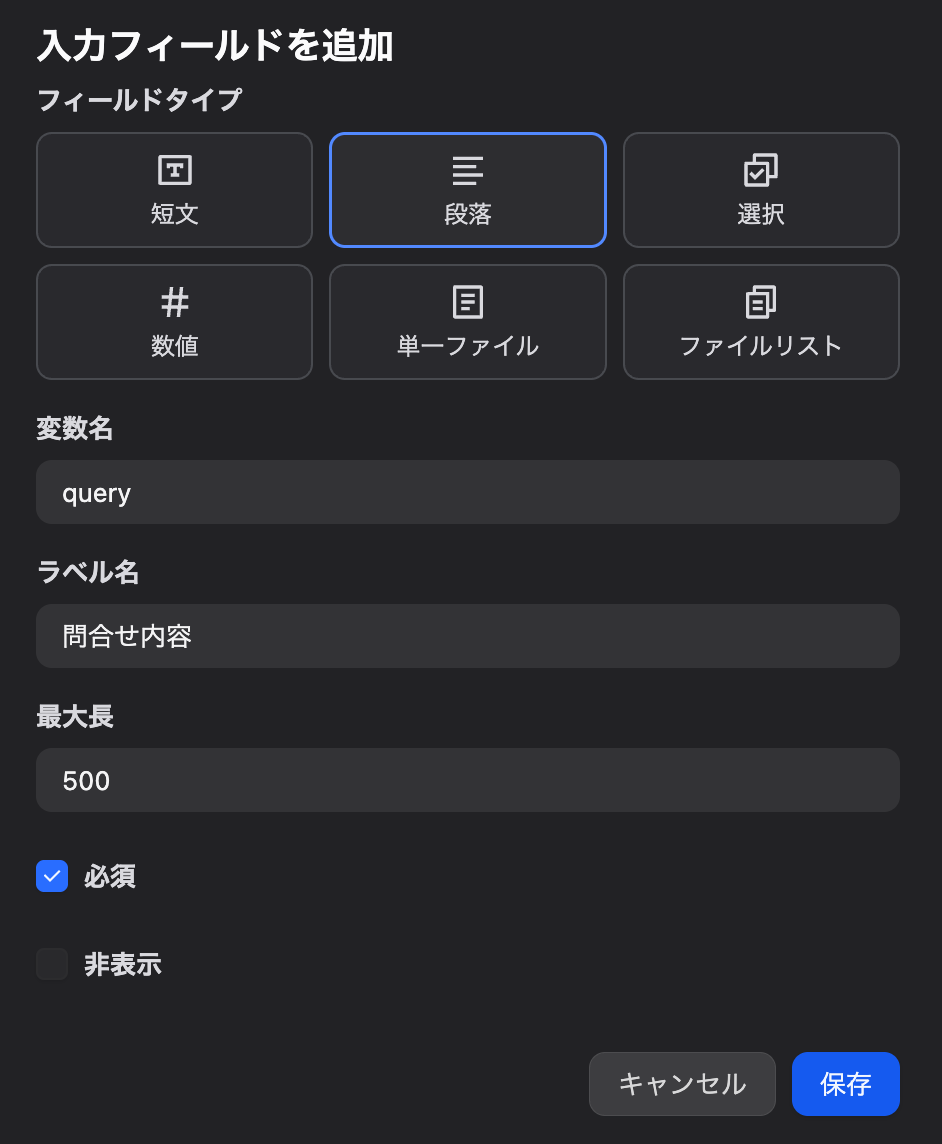 入力フィールドを追加
フィールドタイプ
短文
段落
選択
数値
単一ファイル
ファイルリスト
変数名
query
ラベル名
問合せ内容
最大長
500
必須
非表示
キャンセル
保存